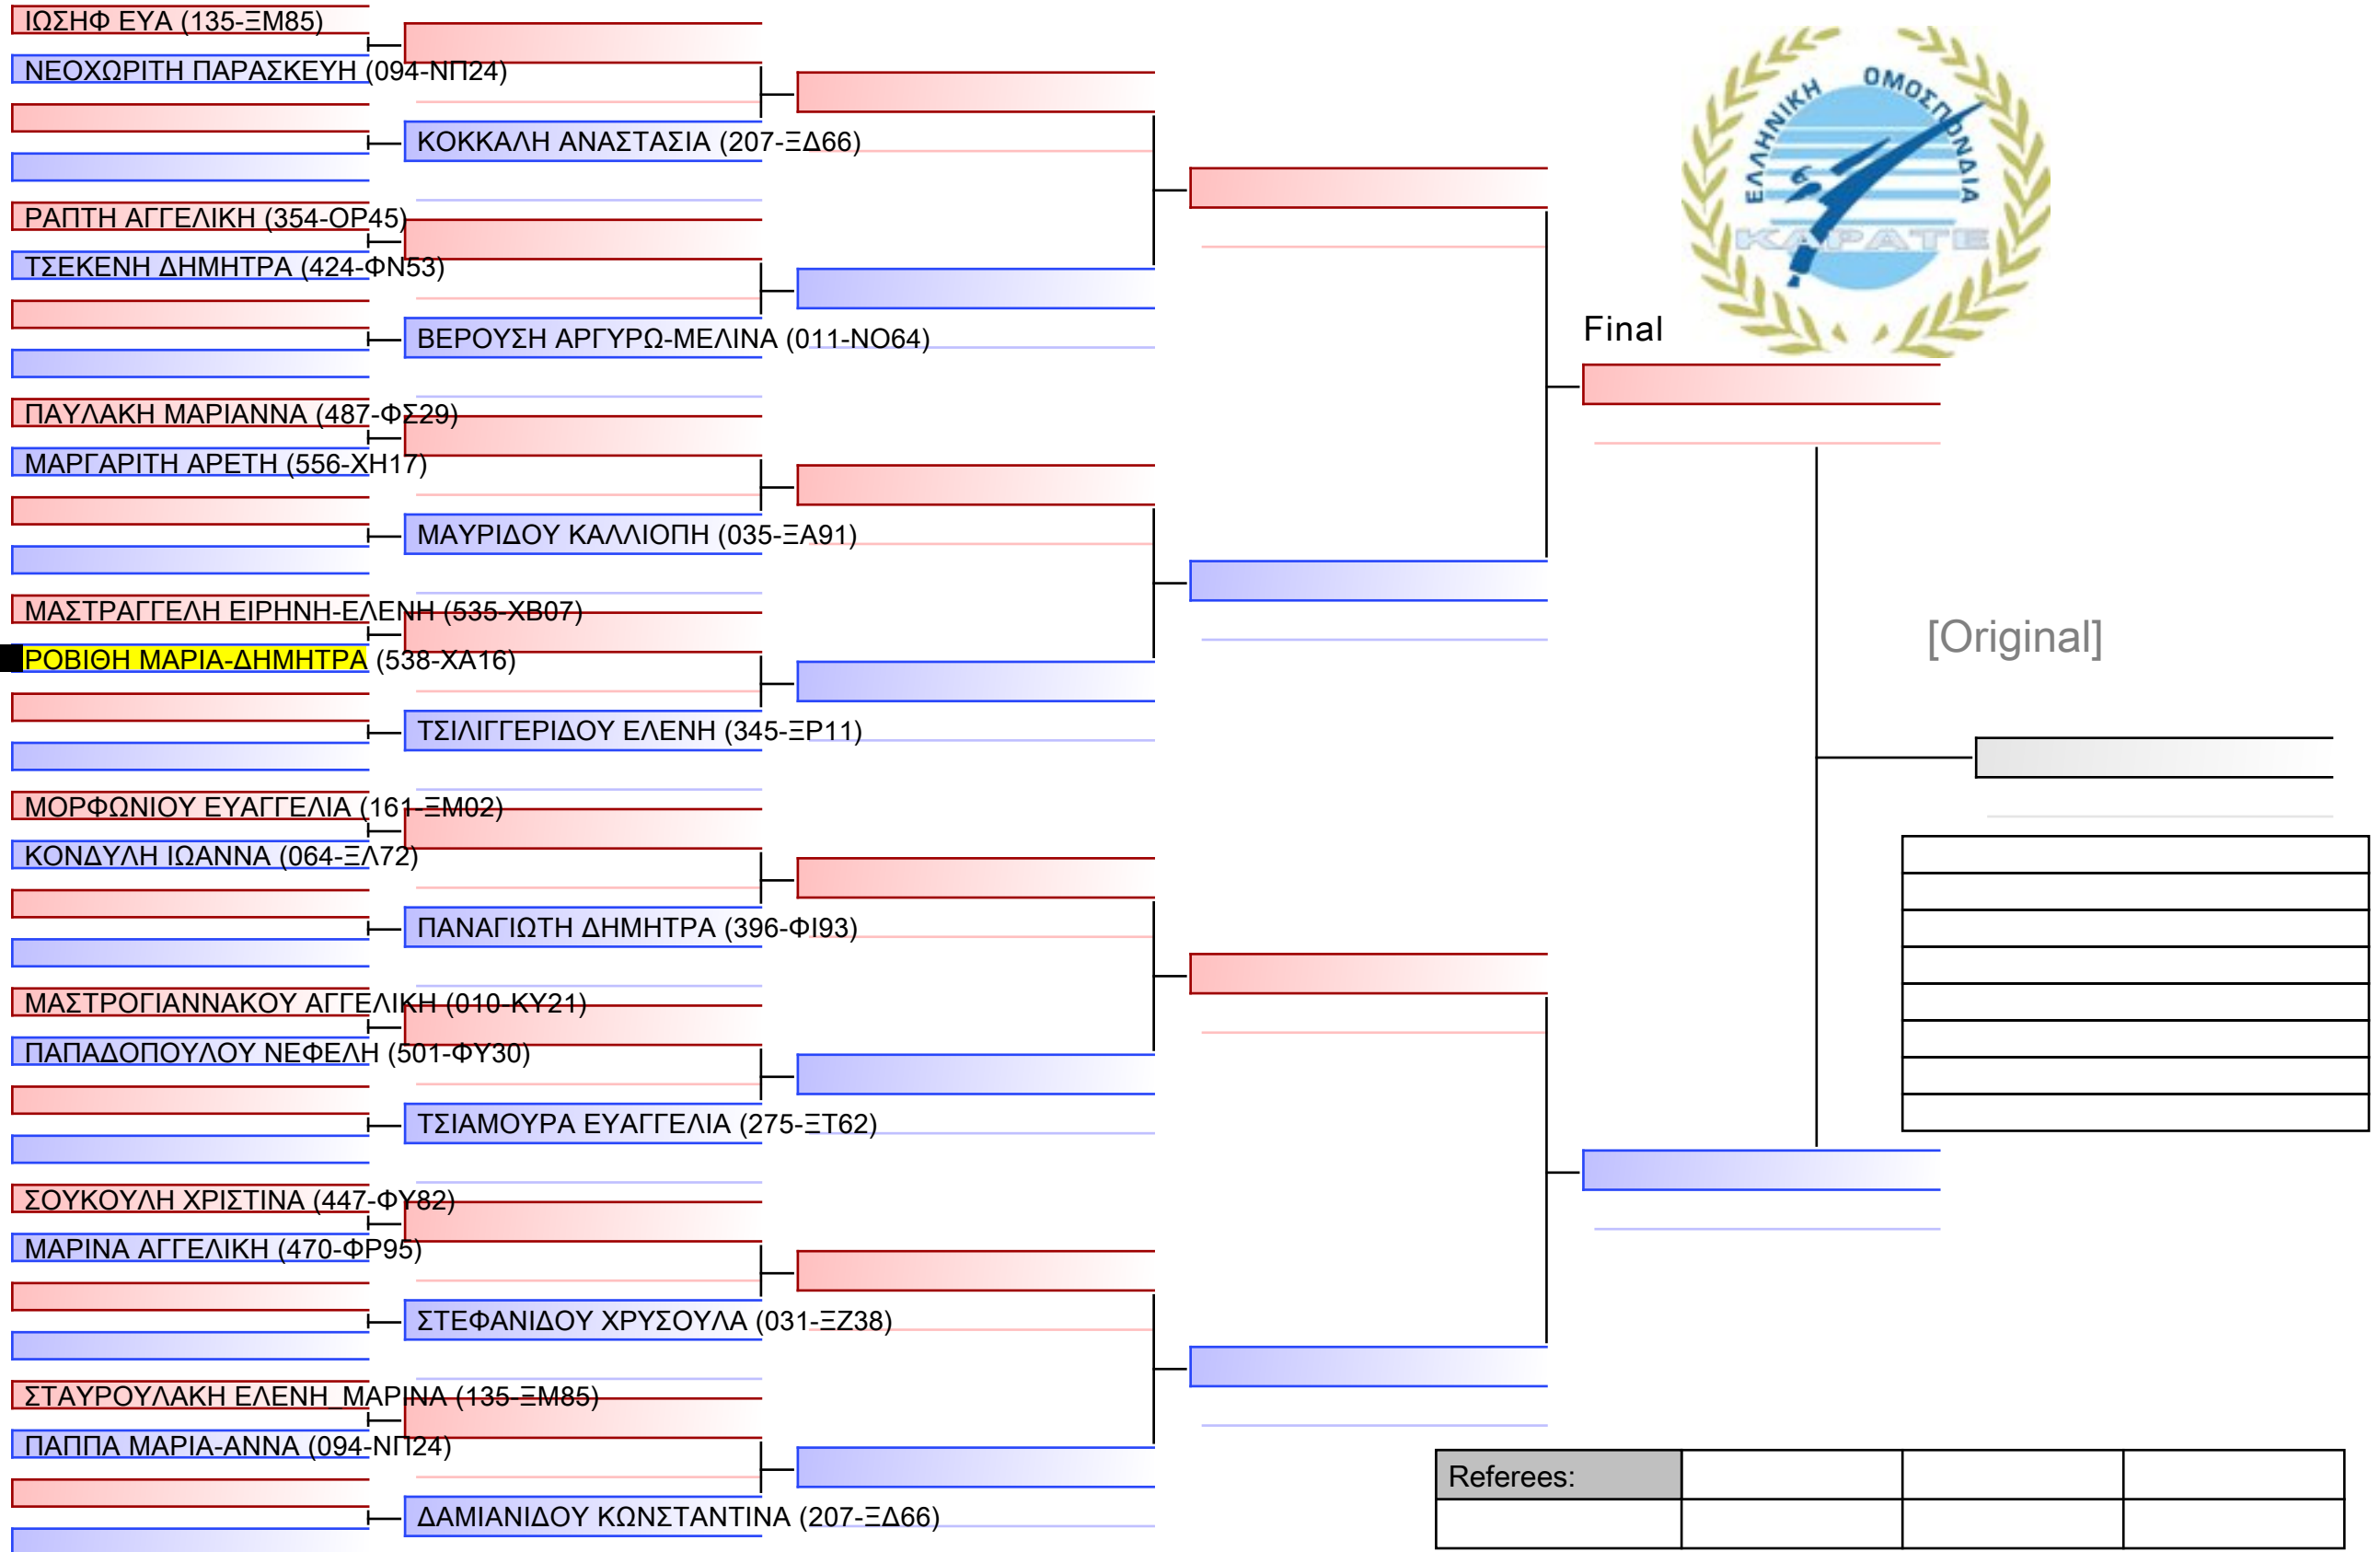 ΙΩΣΗΦ ΕΥΑ (135-ΞΜ85)
ΝΕΟΧΩΡΙΤΗ ΠΑΡΑΣΚΕΥΗ (094-ΝΠ24)
ΚΟΚΚΑΛΗ ΑΝΑΣΤΑΣΙΑ (207-ΞΔ66)
ΡΑΠΤΗ ΑΓΓΕΛΙΚΗ (354-ΟΡ45)
ΤΣΕΚΕΝΗ ΔΗΜΗΤΡΑ (424-ΦΝ53)
ΒΕΡΟΥΣΗ ΑΡΓΥΡΩ-ΜΕΛΙΝΑ (011-ΝΟ64)
ΠΑΥΛΑΚΗ ΜΑΡΙΑΝΝΑ (487-ΦΣ29)
ΜΑΡΓΑΡΙΤΗ ΑΡΕΤΗ (556-ΧΗ17)
ΜΑΥΡΙΔΟΥ ΚΑΛΛΙΟΠΗ (035-ΞΑ91)
ΜΑΣΤΡΑΓΓΕΛΗ ΕΙΡΗΝΗ-ΕΛΕΝΗ (535-ΧΒ07)
ΡΟΒΙΘΗ ΜΑΡΙΑ-ΔΗΜΗΤΡΑ (538-ΧΑ16)
ΤΣΙΛΙΓΓΕΡΙΔΟΥ ΕΛΕΝΗ (345-ΞΡ11)
ΜΟΡΦΩΝΙΟΥ ΕΥΑΓΓΕΛΙΑ (161-ΞΜ02)
ΚΟΝΔΥΛΗ ΙΩΑΝΝΑ (064-ΞΛ72)
ΠΑΝΑΓΙΩΤΗ ΔΗΜΗΤΡΑ (396-ΦΙ93)
ΜΑΣΤΡΟΓΙΑΝΝΑΚΟΥ ΑΓΓΕΛΙΚΗ (010-ΚΥ21)
ΠΑΠΑΔΟΠΟΥΛΟΥ ΝΕΦΕΛΗ (501-ΦΥ30)
ΤΣΙΑΜΟΥΡΑ ΕΥΑΓΓΕΛΙΑ (275-ΞΤ62)
ΣΟΥΚΟΥΛΗ ΧΡΙΣΤΙΝΑ (447-ΦΥ82)
ΜΑΡΙΝΑ ΑΓΓΕΛΙΚΗ (470-ΦΡ95)
ΣΤΕΦΑΝΙΔΟΥ ΧΡΥΣΟΥΛΑ (031-ΞΖ38)
ΣΤΑΥΡΟΥΛΑΚΗ ΕΛΕΝΗ_ΜΑΡΙΝΑ (135-ΞΜ85)
ΠΑΠΠΑ ΜΑΡΙΑ-ΑΝΝΑ (094-ΝΠ24)
ΔΑΜΙΑΝΙΔΟΥ ΚΩΝΣΤΑΝΤΙΝΑ (207-ΞΔ66)
ΕΛΛΗΝΙΚΗ ΟΜΟΣΠΟΝΔΙΑ
ΚΑΡΑΤΕ
Final
[Original]
Referees: